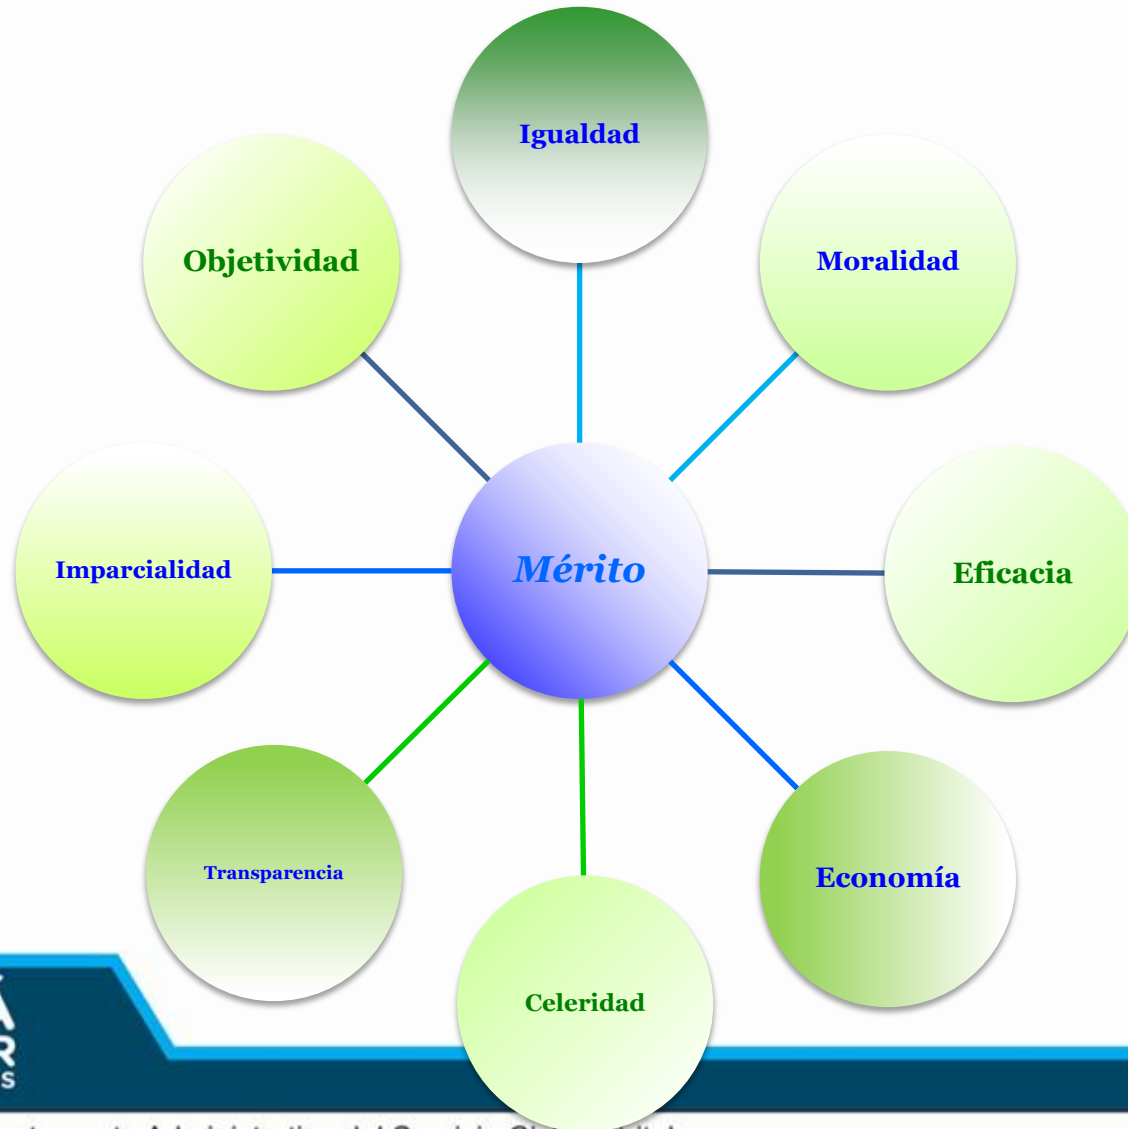 Igualdad
Objetividad
Moralidad
Imparcialidad
Mérito
Eficacia
Transparencia
Economía
Celeridad